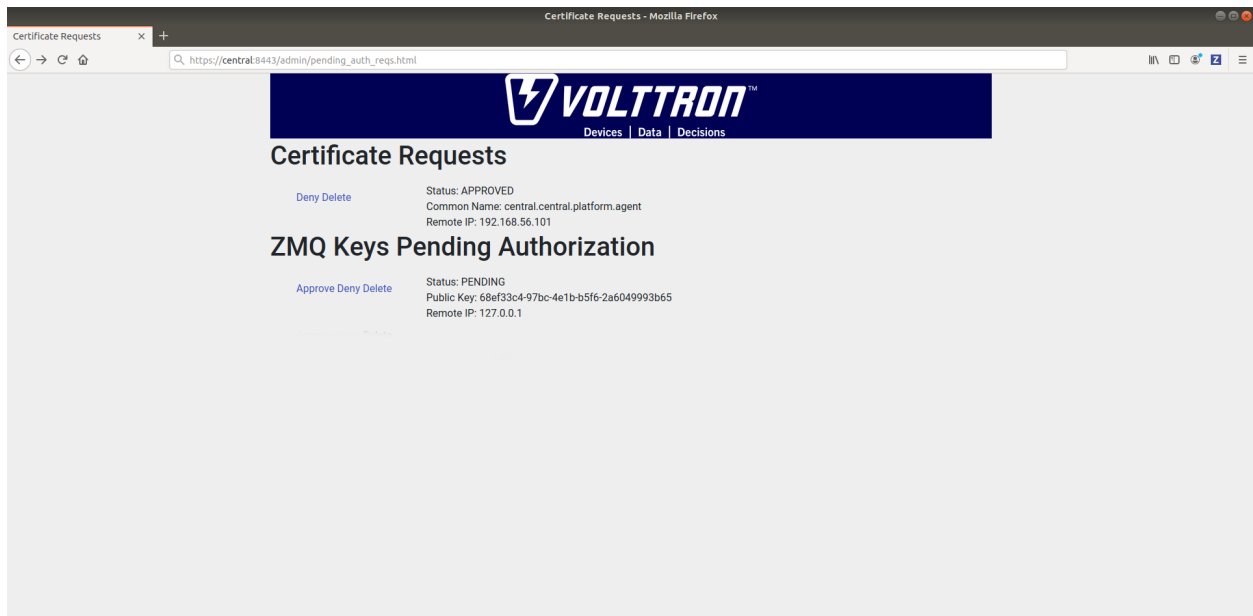 Certificate Requests - Mozilla Firefox
Certificate Requests
https://central:8443/admin/pending_auth_reqs.html
VOLTTRON™
Devices | Data | Decisions
Certificate Requests
Deny Delete
Status: APPROVED
Common Name: central.central.platform.agent
Remote IP: 192.168.56.101
ZMQ Keys Pending Authorization
Approve Deny Delete
Status: PENDING
Public Key: 68ef33c4-97bc-4e1b-b5f6-2a6049993b65
Remote IP: 127.0.0.1